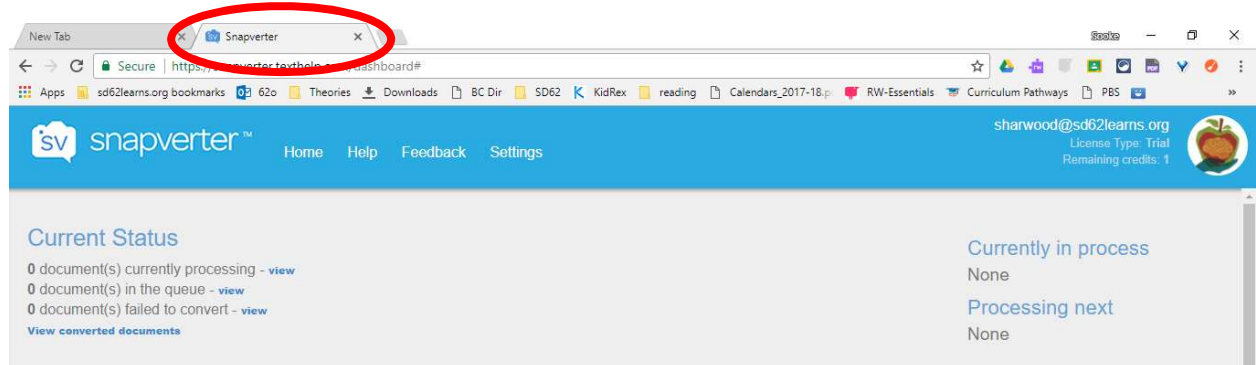 New Tab
Snapverter
Secure | https://snapverter.texthelp.com/dashboard#
Apps sd62learns.org bookmarks 62o Theories Downloads BC Dir SD62 KidRex reading Calendars_2017-18.p RW-Essentials Curriculum Pathways PBS »
sv snapverter™ Home Help Feedback Settings
sharwood@sd62learns.org
License Type: Trial
Remaining credits: 1
Current Status
0 document(s) currently processing - view
0 document(s) in the queue - view
0 document(s) failed to convert - view
View converted documents
Currently in process
None
Processing next
None